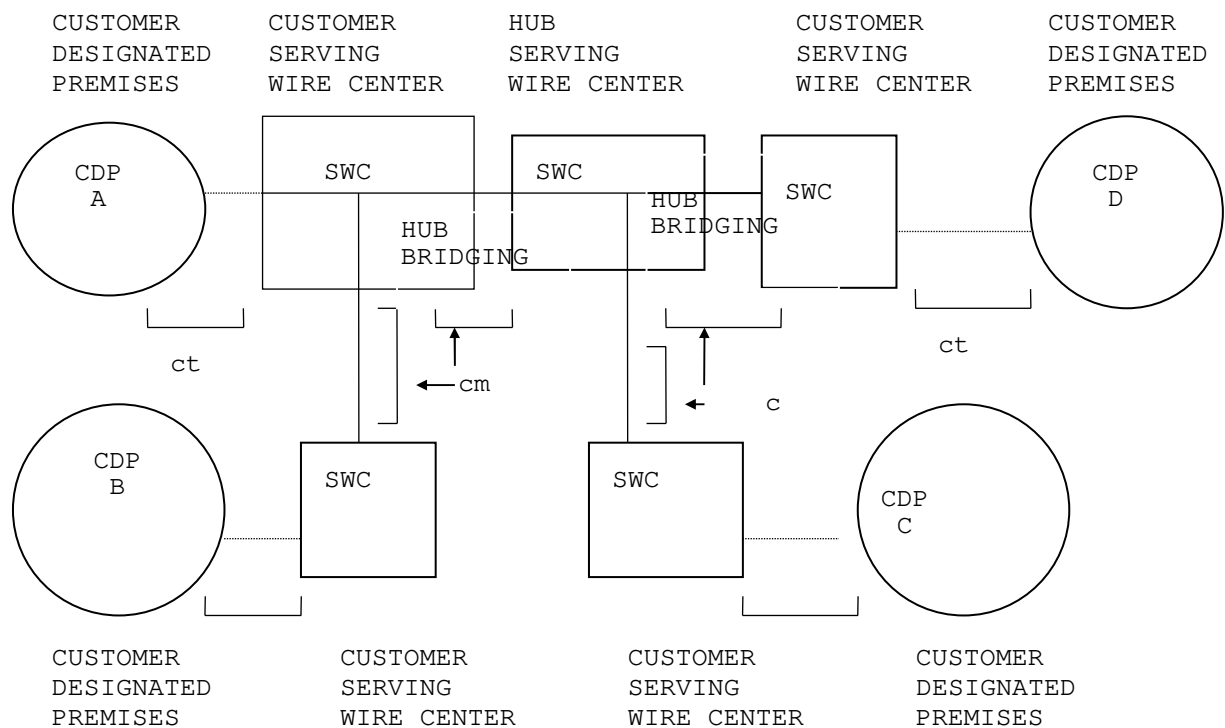 CUSTOMER DESIGNATED PREMISES
CUSTOMER SERVING WIRE CENTER
HUB SERVING WIRE CENTER
CUSTOMER SERVING WIRE CENTER
CUSTOMER DESIGNATED PREMISES
CDP
A
SWC
HUB
BRIDGING
SWC
HUB
BRIDGING
SWC
CDP
D
ct
cm
c
ct
CDP
B
SWC
SWC
CDP
C
CUSTOMER DESIGNATED PREMISES
CUSTOMER SERVING WIRE CENTER
CUSTOMER SERVING WIRE CENTER
CUSTOMER DESIGNATED PREMISES